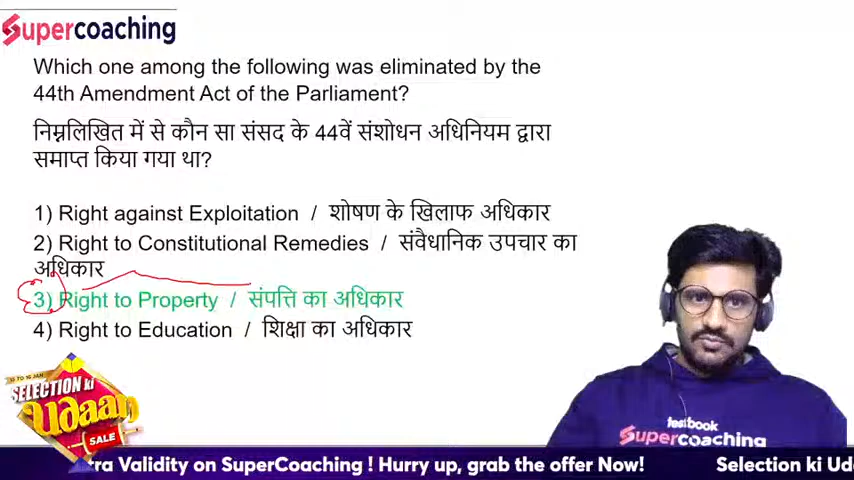 Supercoaching
Which one among the following was eliminated by the
44th Amendment Act of the Parliament?
निम्नलिखित में से कौन सा संसद के 44वें संशोधन अधिनियम द्वारा
समाप्त किया गया था?
1) Right against Exploitation / शोषण के खिलाफ अधिकार
2) Right to Constitutional Remedies / संवैधानिक उपचार का
अधिकार
3) Right to Property / संपत्ति का अधिकार
4) Right to Education / शिक्षा का अधिकार
SELECTION ki
Udaan
SALE
testbook
Supercoaching
tra Validity on SuperCoaching ! Hurry up, grab the offer Now! Selection ki Ud